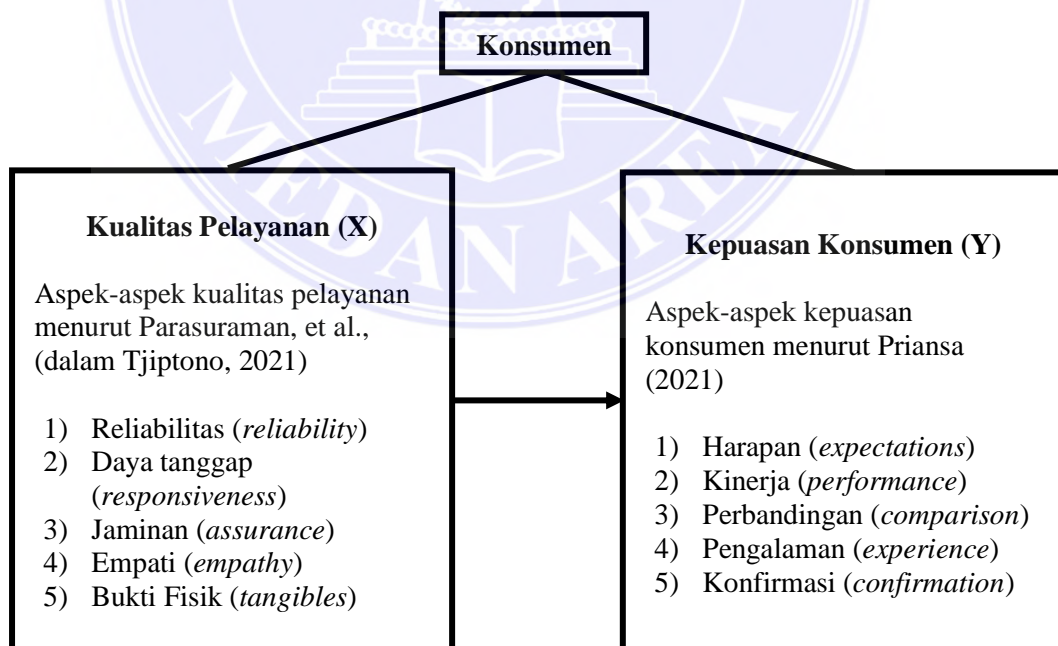 Konsumen
Kualitas Pelayanan (X)
Aspek-aspek kualitas pelayanan
menurut Parasuraman, et al.,
(dalam Tjiptono, 2021)
1) Reliabilitas (reliability)
2) Daya tanggap
(responsiveness)
3) Jaminan (assurance)
4) Empati (empathy)
5) Bukti Fisik (tangibles)
Kepuasan Konsumen (Y)
Aspek-aspek kepuasan
konsumen menurut Priansa
(2021)
1) Harapan (expectations)
2) Kinerja (performance)
3) Perbandingan (comparison)
4) Pengalaman (experience)
5) Konfirmasi (confirmation)
MEDAN AREA